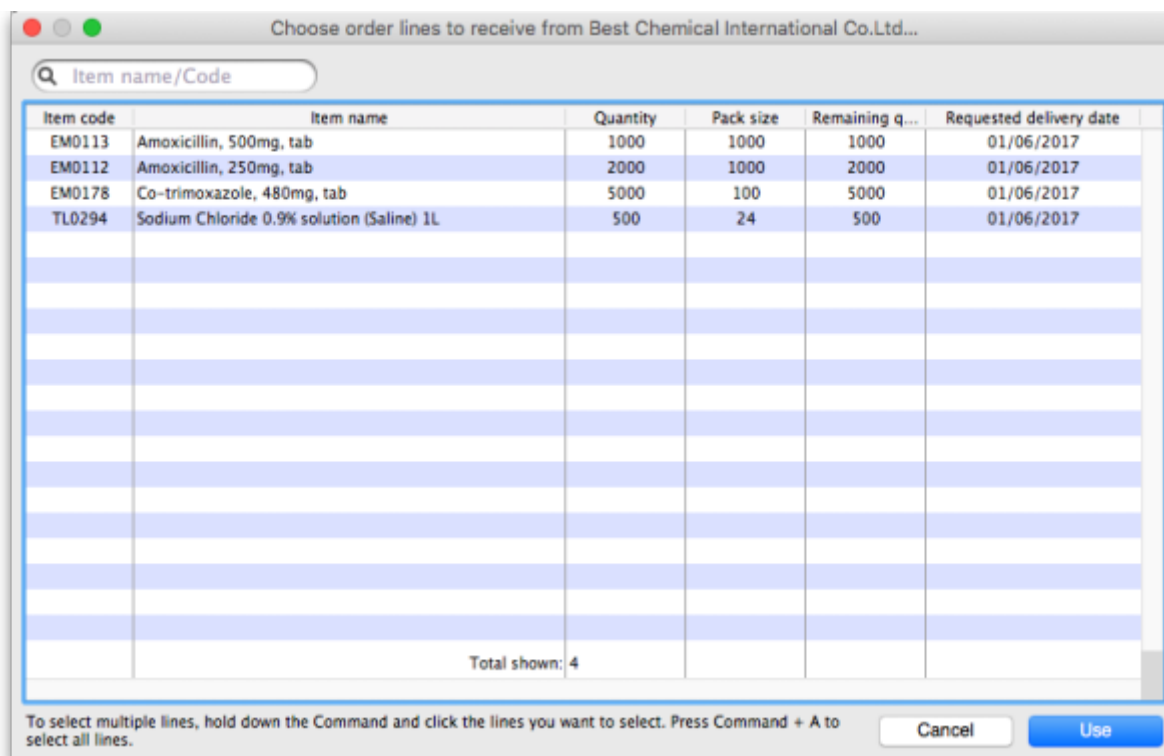 Choose order lines to receive from Best Chemical International Co.Ltd...
Item name/Code
Item code Item name Quantity Pack size Remaining q... Requested delivery date
EM0113 Amoxicillin, 500mg, tab 1000 1000 1000 01/06/2017
EM0112 Amoxicillin, 250mg, tab 2000 1000 2000 01/06/2017
EM0178 Co-trimoxazole, 480mg, tab 5000 100 5000 01/06/2017
TL0294 Sodium Chloride 0.9% solution (Saline) 1L 500 24 500 01/06/2017
Total shown: 4
To select multiple lines, hold down the Command and click the lines you want to select. Press Command + A to
select all lines.
Cancel Use